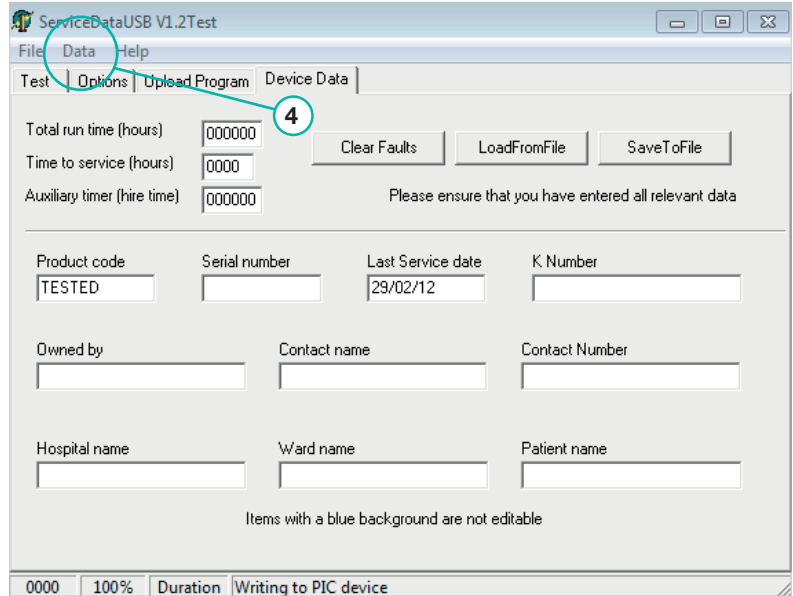 ServiceDataUSB V1.2Test
File Data Help
Test Options Upload Program Device Data
4
Total run time (hours) 000000
Clear Faults LoadFromFile SaveToFile
Time to service (hours) 0000
Auxiliary timer (hire time) 000000
Please ensure that you have entered all relevant data
Product code Serial number Last Service date K Number
TESTED 29/02/12
Owned by Contact name Contact Number
Hospital name Ward name Patient name
Items with a blue background are not editable
0000 100% Duration Writing to PIC device